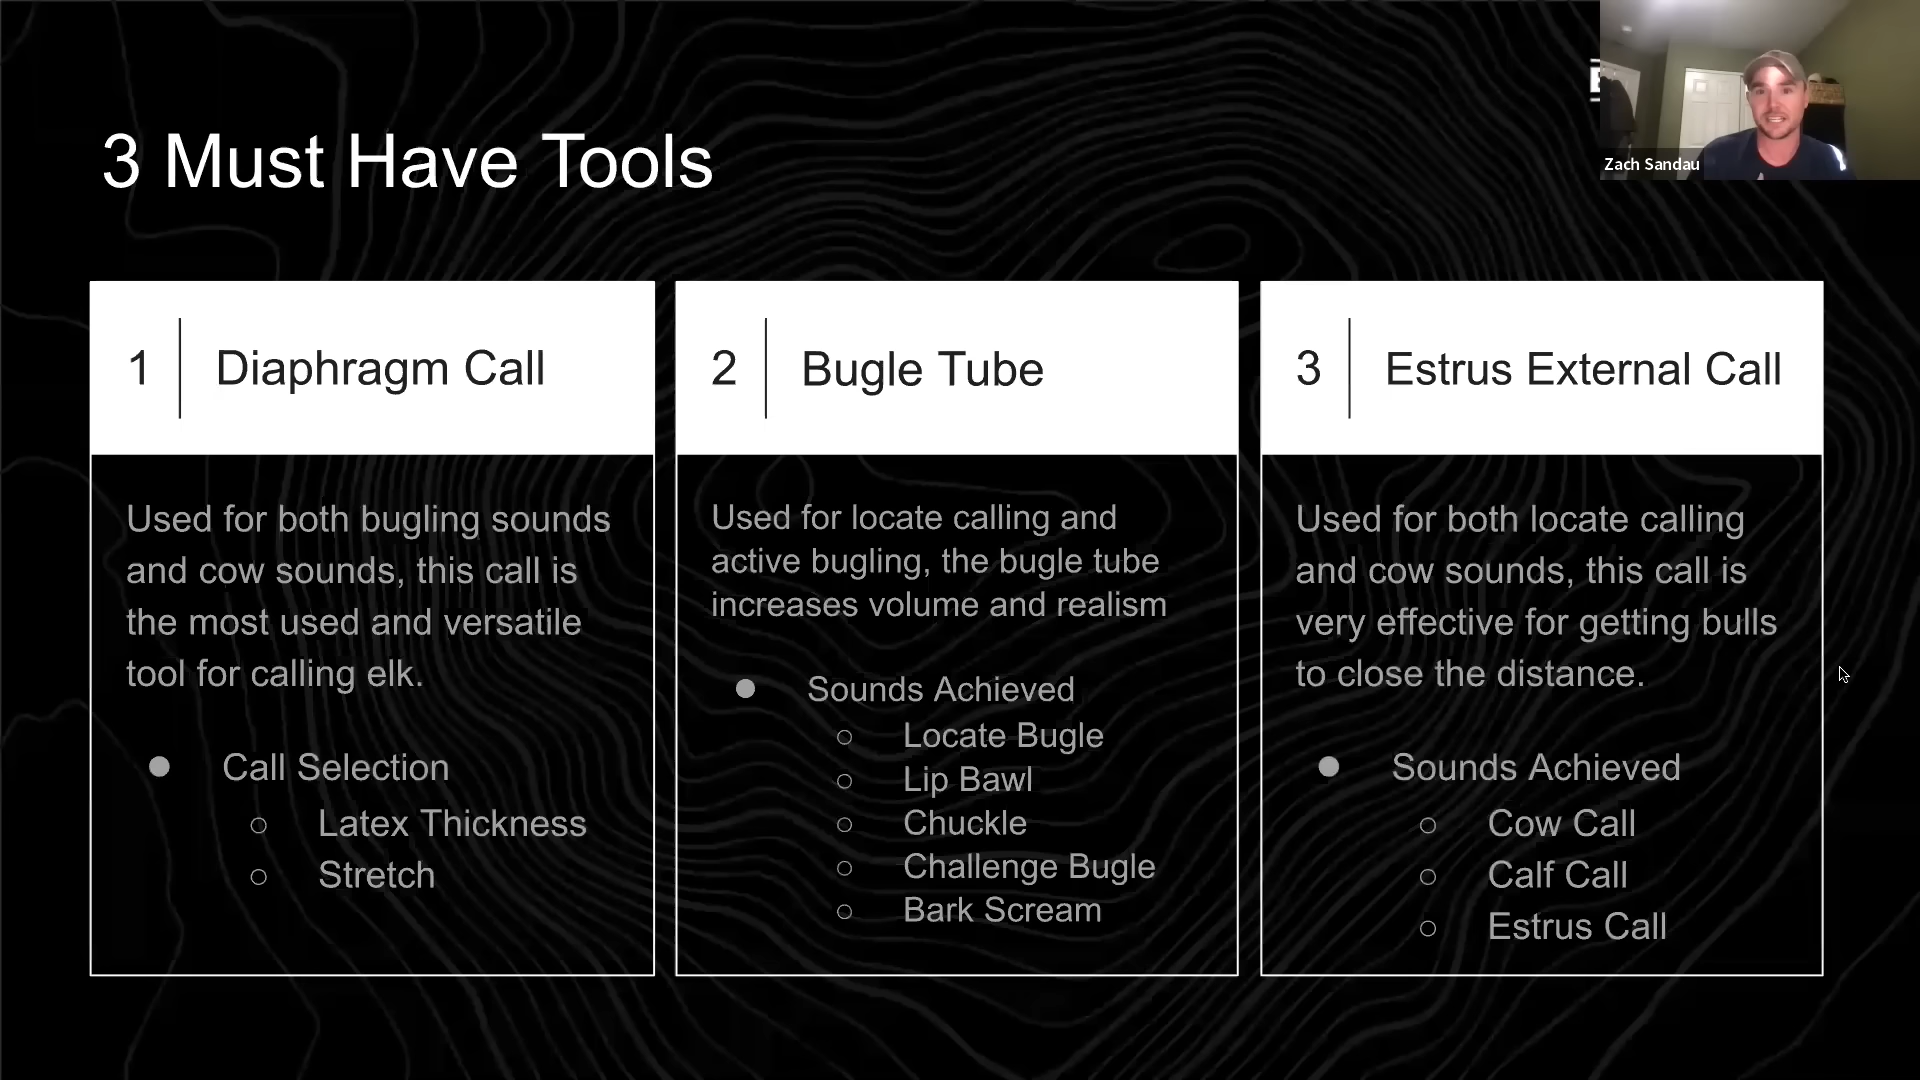 3 Must Have Tools
Zach Sandau
1
Diaphragm Call
Used for both bugling sounds
and cow sounds, this call is
the most used and versatile
tool for calling elk.
● Call Selection
○ Latex Thickness
○ Stretch
2
Bugle Tube
Used for locate calling and
active bugling, the bugle tube
increases volume and realism
● Sounds Achieved
○ Locate Bugle
○ Lip Bawl
○ Chuckle
○ Challenge Bugle
○ Bark Scream
3
Estrus External Call
Used for both locate calling
and cow sounds, this call is
very effective for getting bulls
to close the distance.
● Sounds Achieved
○ Cow Call
○ Calf Call
○ Estrus Call